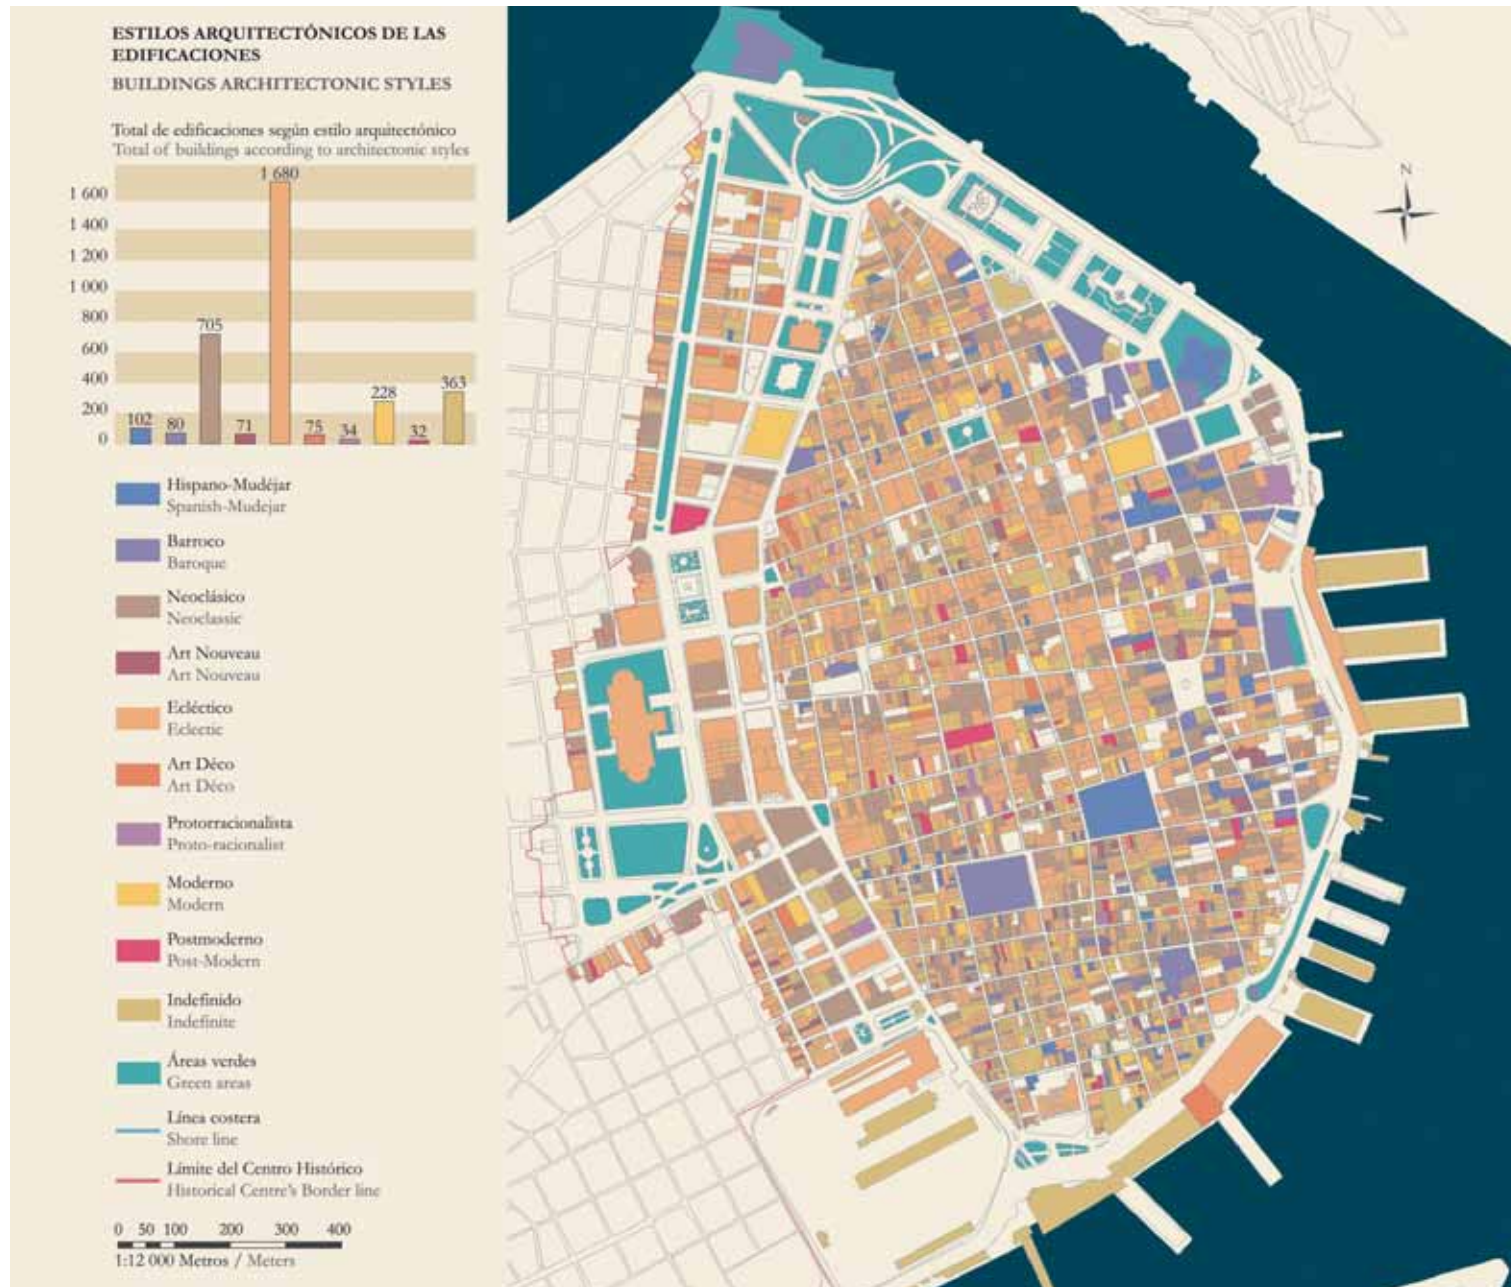 ESTILOS ARQUITECTÓNICOS DE LAS
EDIFICACIONES
BUILDINGS ARCHITECTONIC STYLES
Total de edificaciones según estilo arquitectónico
Total of buildings according to architectonic styles
1 600
1 400
1 200
1 000
800
600
400
200
0
102
80
705
71
1 680
75
34
228
32
363
Hispano-Mudéjar
Spanish-Mudejar
Barroco
Baroque
Neoclásico
Neoclassic
Art Nouveau
Art Nouveau
Ecléctico
Eclectic
Art Déco
Art Déco
Protorracionalista
Proto-racionalist
Moderno
Modern
Postmoderno
Post-Modern
Indefinido
Indefinite
Áreas verdes
Green areas
Línea costera
Shore line
Límite del Centro Histórico
Historical Centre's Border line
0 50 100 200 300 400
1:12 000 Metros / Meters
N